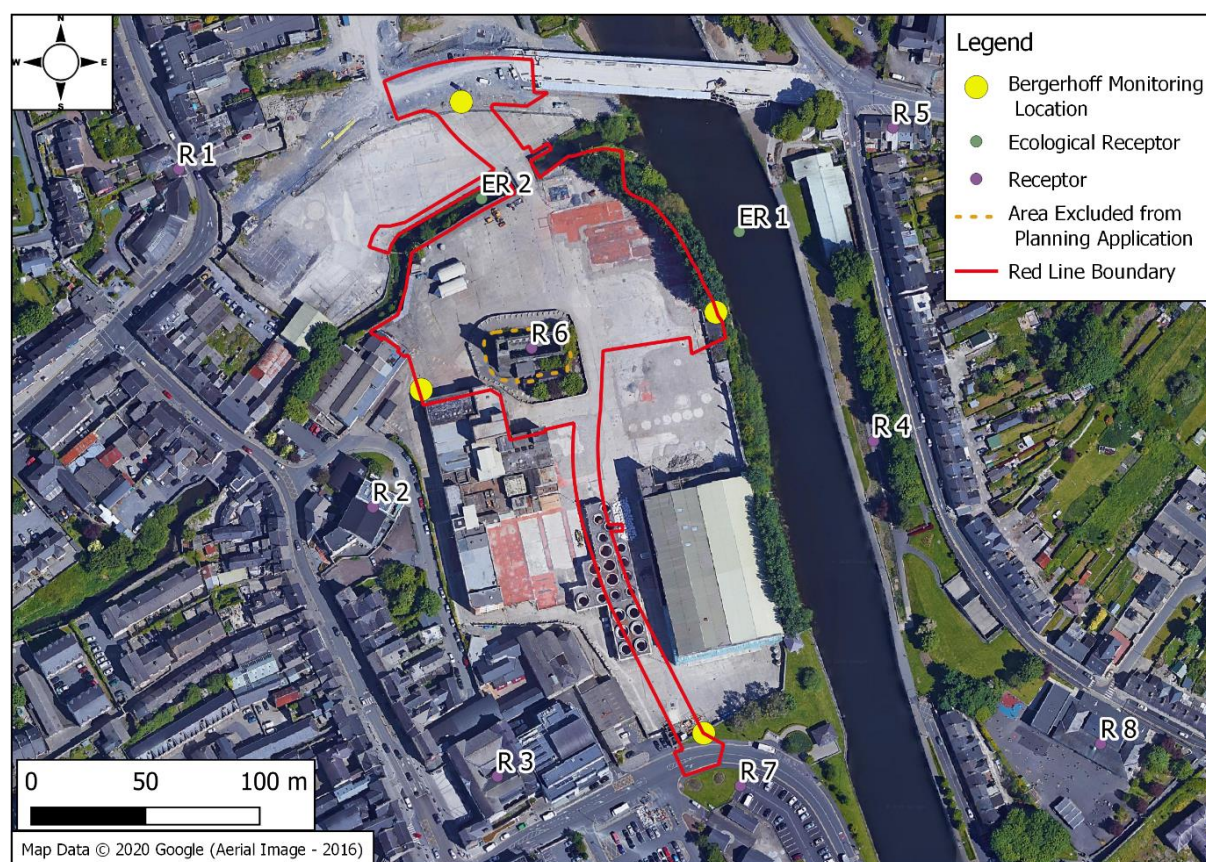 N
W E
S
Legend
Bergerhoff Monitoring
Location
Ecological Receptor
Receptor
Area Excluded from
Planning Application
Red Line Boundary
R 5
R 1
ER 2
ER 1
R 6
R 4
R 2
R 8
R 3
R 7
0 50 100 m
Map Data © 2020 Google (Aerial Image - 2016)